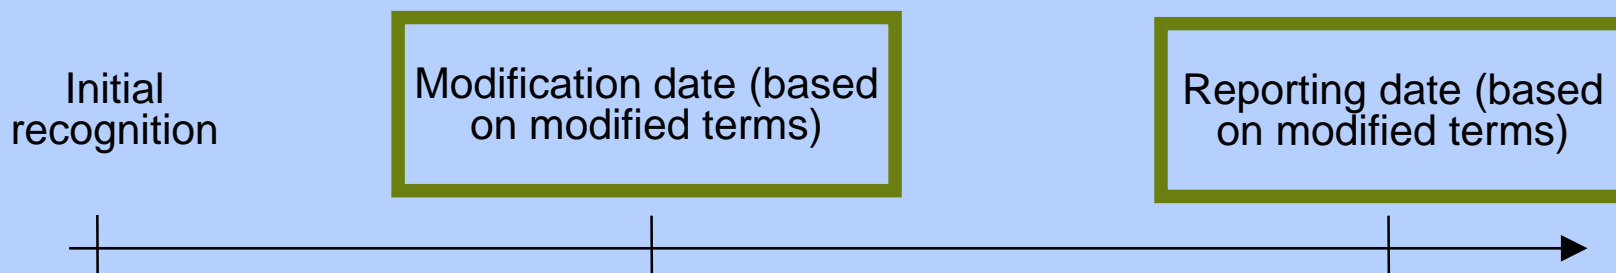 Initial
recognition
Modification date (based
on modified terms)
Reporting date (based
on modified terms)